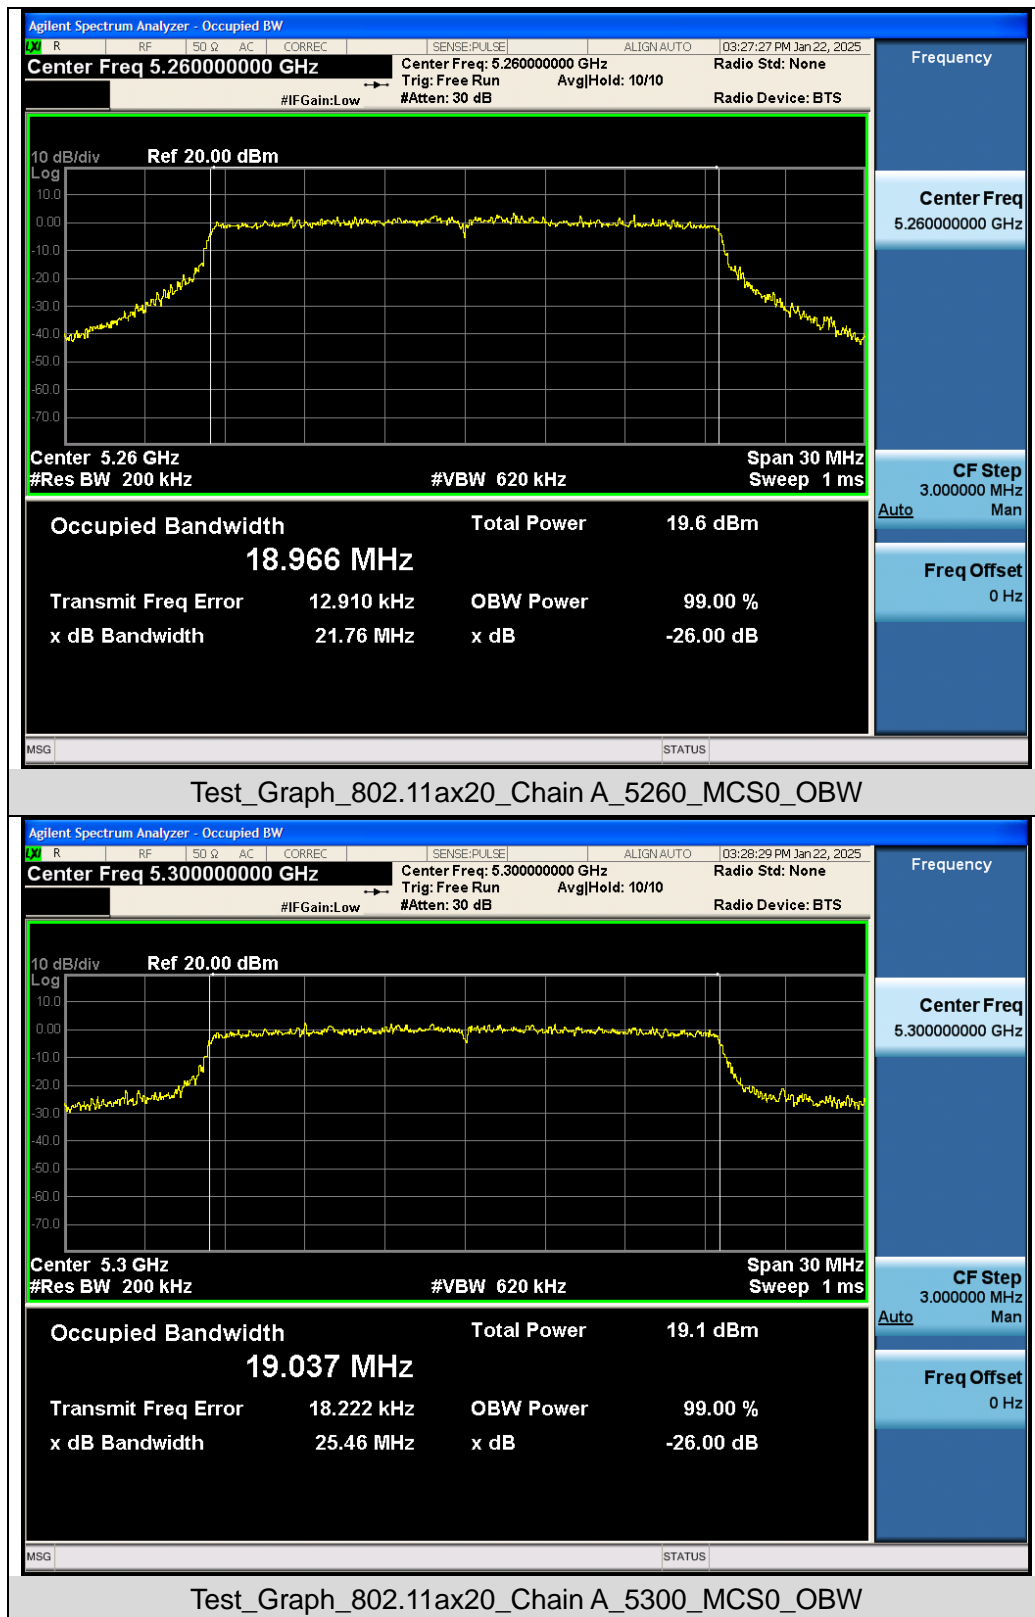 Agilent Spectrum Analyzer - Occupied BW
LXI R RF 50 Ω AC CORREC SENSE:PULSE ALIGN AUTO 03:27:27 PM Jan 22, 2025
Center Freq 5.260000000 GHz
Center Freq: 5.260000000 GHz Radio Std: None
Trig: Free Run Avg|Hold: 10/10
#IFGain:Low #Atten: 30 dB Radio Device: BTS
Frequency
10 dB/div Ref 20.00 dBm
Log
10.0
0.00
-10.0
-20.0
-30.0
-40.0
-50.0
-60.0
-70.0
Center 5.26 GHz Span 30 MHz
#Res BW 200 kHz #VBW 620 kHz Sweep 1 ms
Center Freq
5.260000000 GHz
CF Step
3.000000 MHz
Auto Man
Freq Offset
0 Hz
Occupied Bandwidth Total Power 19.6 dBm
18.966 MHz
Transmit Freq Error 12.910 kHz OBW Power 99.00 %
x dB Bandwidth 21.76 MHz x dB -26.00 dB
MSG STATUS
Test_Graph_802.11ax20_Chain A_5260_MCS0_OBW
Agilent Spectrum Analyzer - Occupied BW
LXI R RF 50 Ω AC CORREC SENSE:PULSE ALIGN AUTO 03:28:29 PM Jan 22, 2025
Center Freq 5.300000000 GHz
Center Freq: 5.300000000 GHz Radio Std: None
Trig: Free Run Avg|Hold: 10/10
#IFGain:Low #Atten: 30 dB Radio Device: BTS
Frequency
10 dB/div Ref 20.00 dBm
Log
10.0
0.00
-10.0
-20.0
-30.0
-40.0
-50.0
-60.0
-70.0
Center 5.3 GHz Span 30 MHz
#Res BW 200 kHz #VBW 620 kHz Sweep 1 ms
Center Freq
5.300000000 GHz
CF Step
3.000000 MHz
Auto Man
Freq Offset
0 Hz
Occupied Bandwidth Total Power 19.1 dBm
19.037 MHz
Transmit Freq Error 18.222 kHz OBW Power 99.00 %
x dB Bandwidth 25.46 MHz x dB -26.00 dB
MSG STATUS
Test_Graph_802.11ax20_Chain A_5300_MCS0_OBW